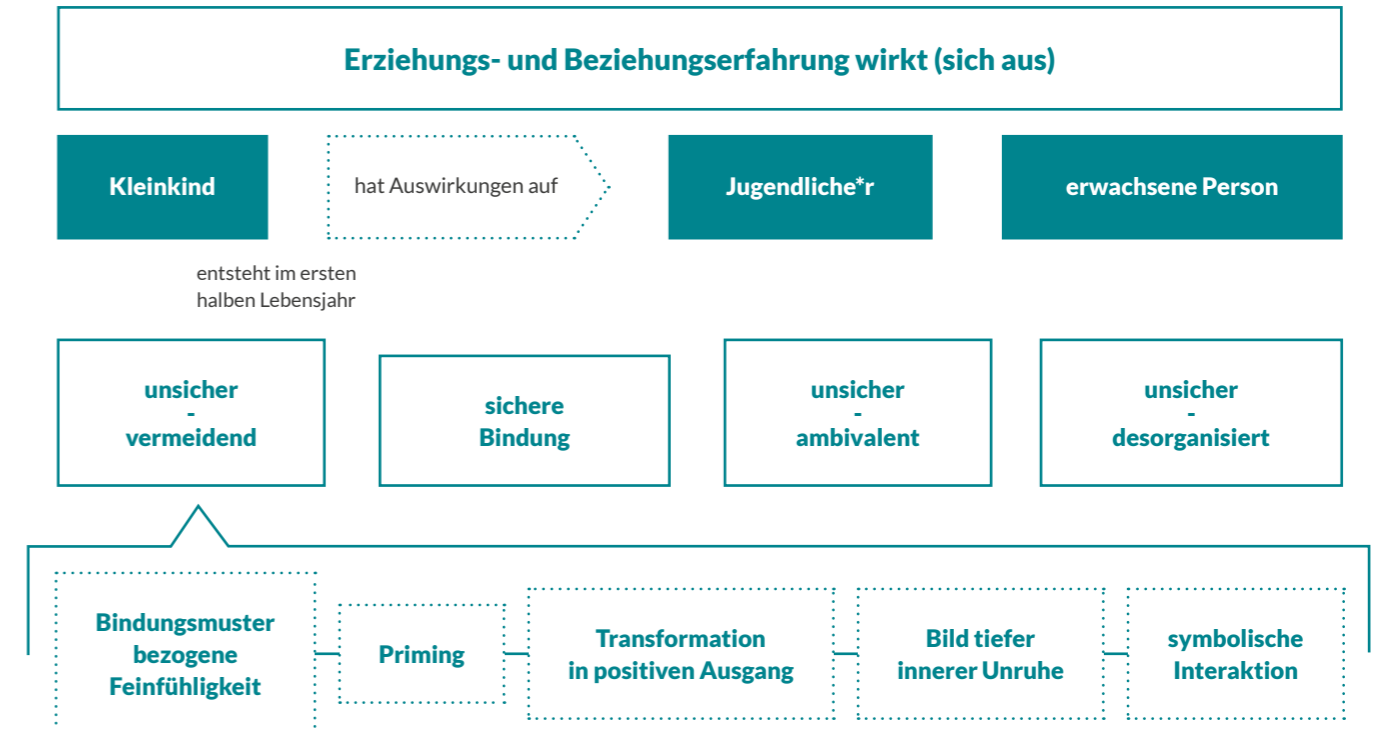 Erziehungs- und Beziehungserfahrung wirkt (sich aus)
Kleinkind
hat Auswirkungen auf
Jugendliche*r
erwachsene Person
entsteht im ersten
halben Lebensjahr
unsicher
-
vermeidend
sichere
Bindung
unsicher
-
ambivalent
unsicher
-
desorganisiert
Bindungsmuster
bezogene
Feinfühligkeit
Priming
Transformation
in positiven Ausgang
Bild tiefer
innerer Unruhe
symbolische
Interaktion